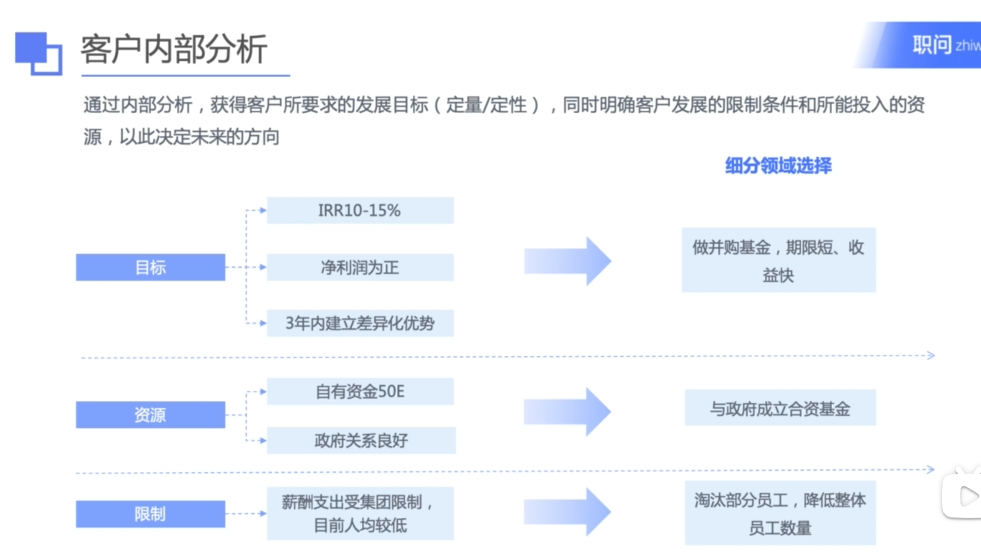 客户内部分析
职问 zhiw
通过内部分析，获得客户所要求的发展目标（定量/定性），同时明确客户发展的限制条件和所能投入的资
源，以此决定未来的方向
细分领域选择
目标
IRR10-15%
净利润为正
3年内建立差异化优势
做并购基金，期限短、收
益快
资源
自有资金50E
政府关系良好
与政府成立合资基金
限制
薪酬支出受集团限制，
目前人均较低
淘汰部分员工，降低整体
员工数量